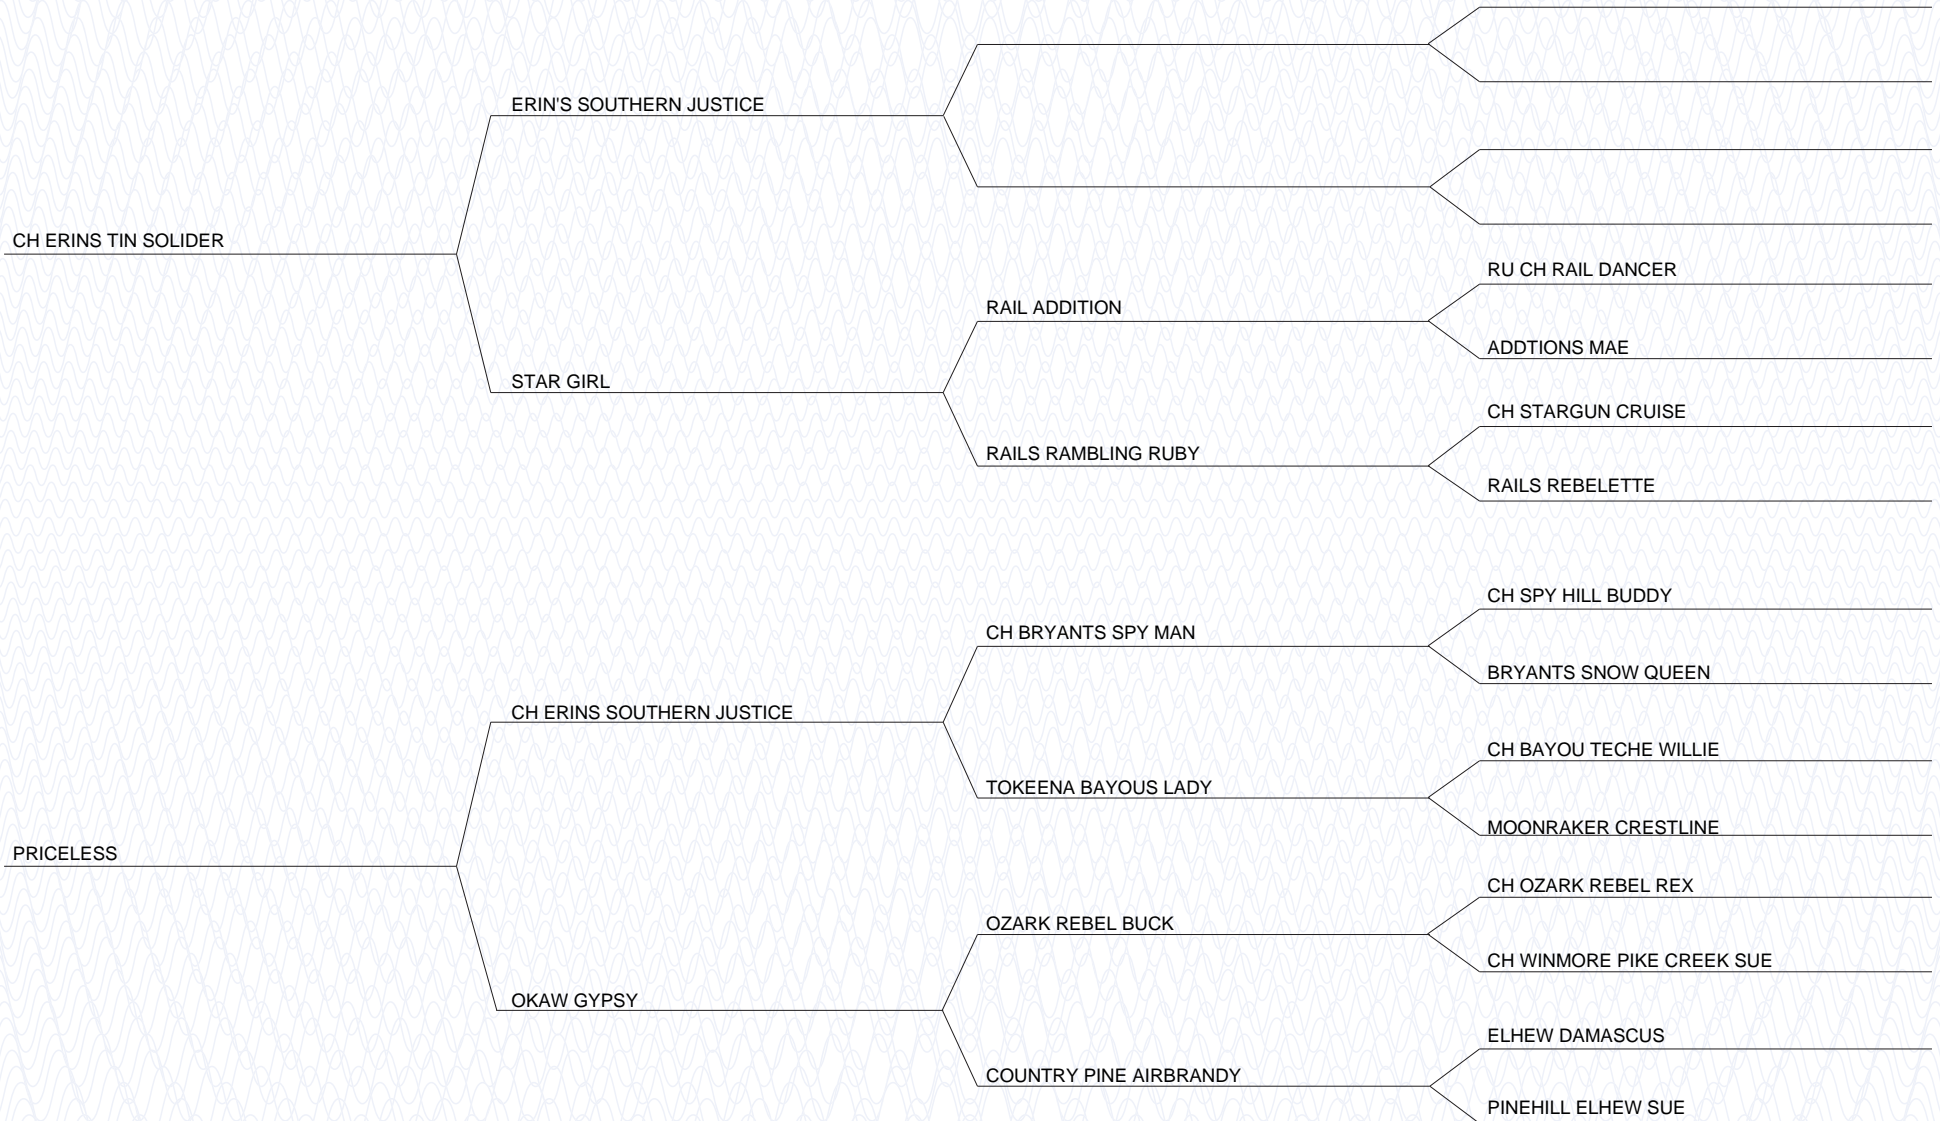 ERIN'S SOUTHERN JUSTICE
CH ERINS TIN SOLIDER
RU CH RAIL DANCER
RAIL ADDITION
ADDTIONS MAE
STAR GIRL
CH STARGUN CRUISE
RAILS RAMBLING RUBY
RAILS REBELETTE
CH SPY HILL BUDDY
CH BRYANTS SPY MAN
BRYANTS SNOW QUEEN
CH ERINS SOUTHERN JUSTICE
CH BAYOU TECHE WILLIE
TOKEENA BAYOUS LADY
MOONRAKER CRESTLINE
PRICELESS
CH OZARK REBEL REX
OZARK REBEL BUCK
CH WINMORE PIKE CREEK SUE
OKAW GYPSY
ELHEW DAMASCUS
COUNTRY PINE AIRBRANDY
PINEHILL ELHEW SUE